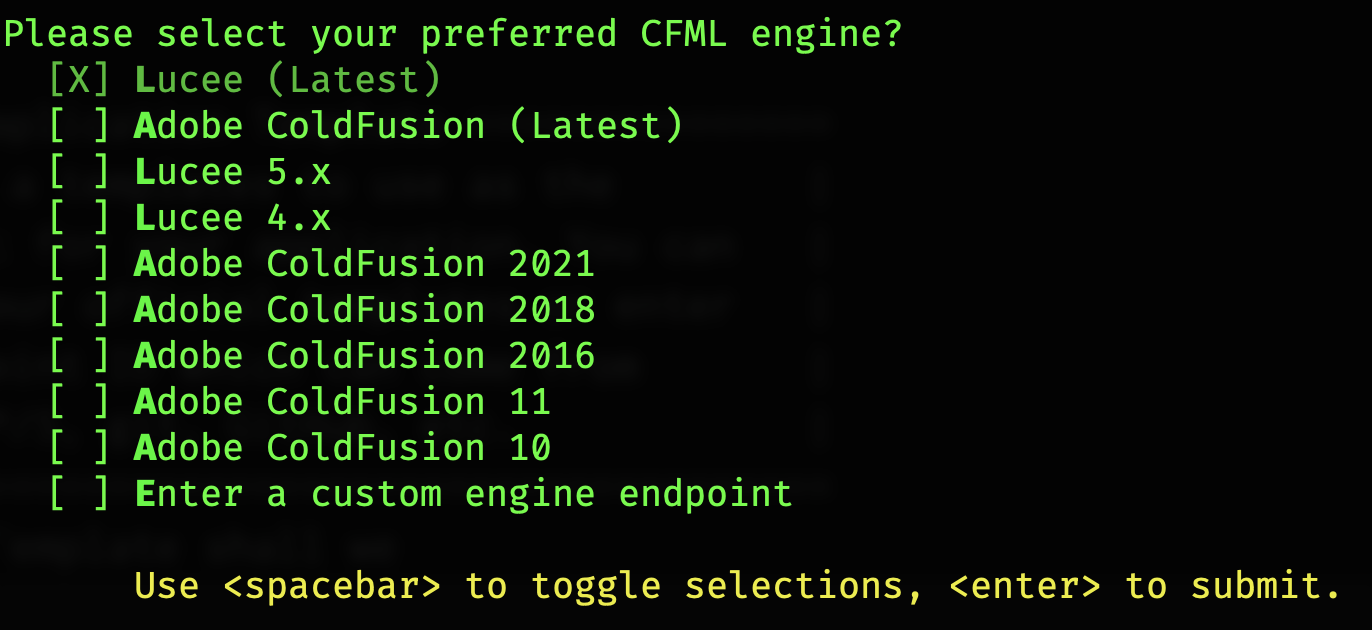 Please select your preferred CFML engine?
[X] Lucee (Latest)
[ ] Adobe ColdFusion (Latest)
[ ] Lucee 5.x
[ ] Lucee 4.x
[ ] Adobe ColdFusion 2021
[ ] Adobe ColdFusion 2018
[ ] Adobe ColdFusion 2016
[ ] Adobe ColdFusion 11
[ ] Adobe ColdFusion 10
[ ] Enter a custom engine endpoint
Use <spacebar> to toggle selections, <enter> to submit.